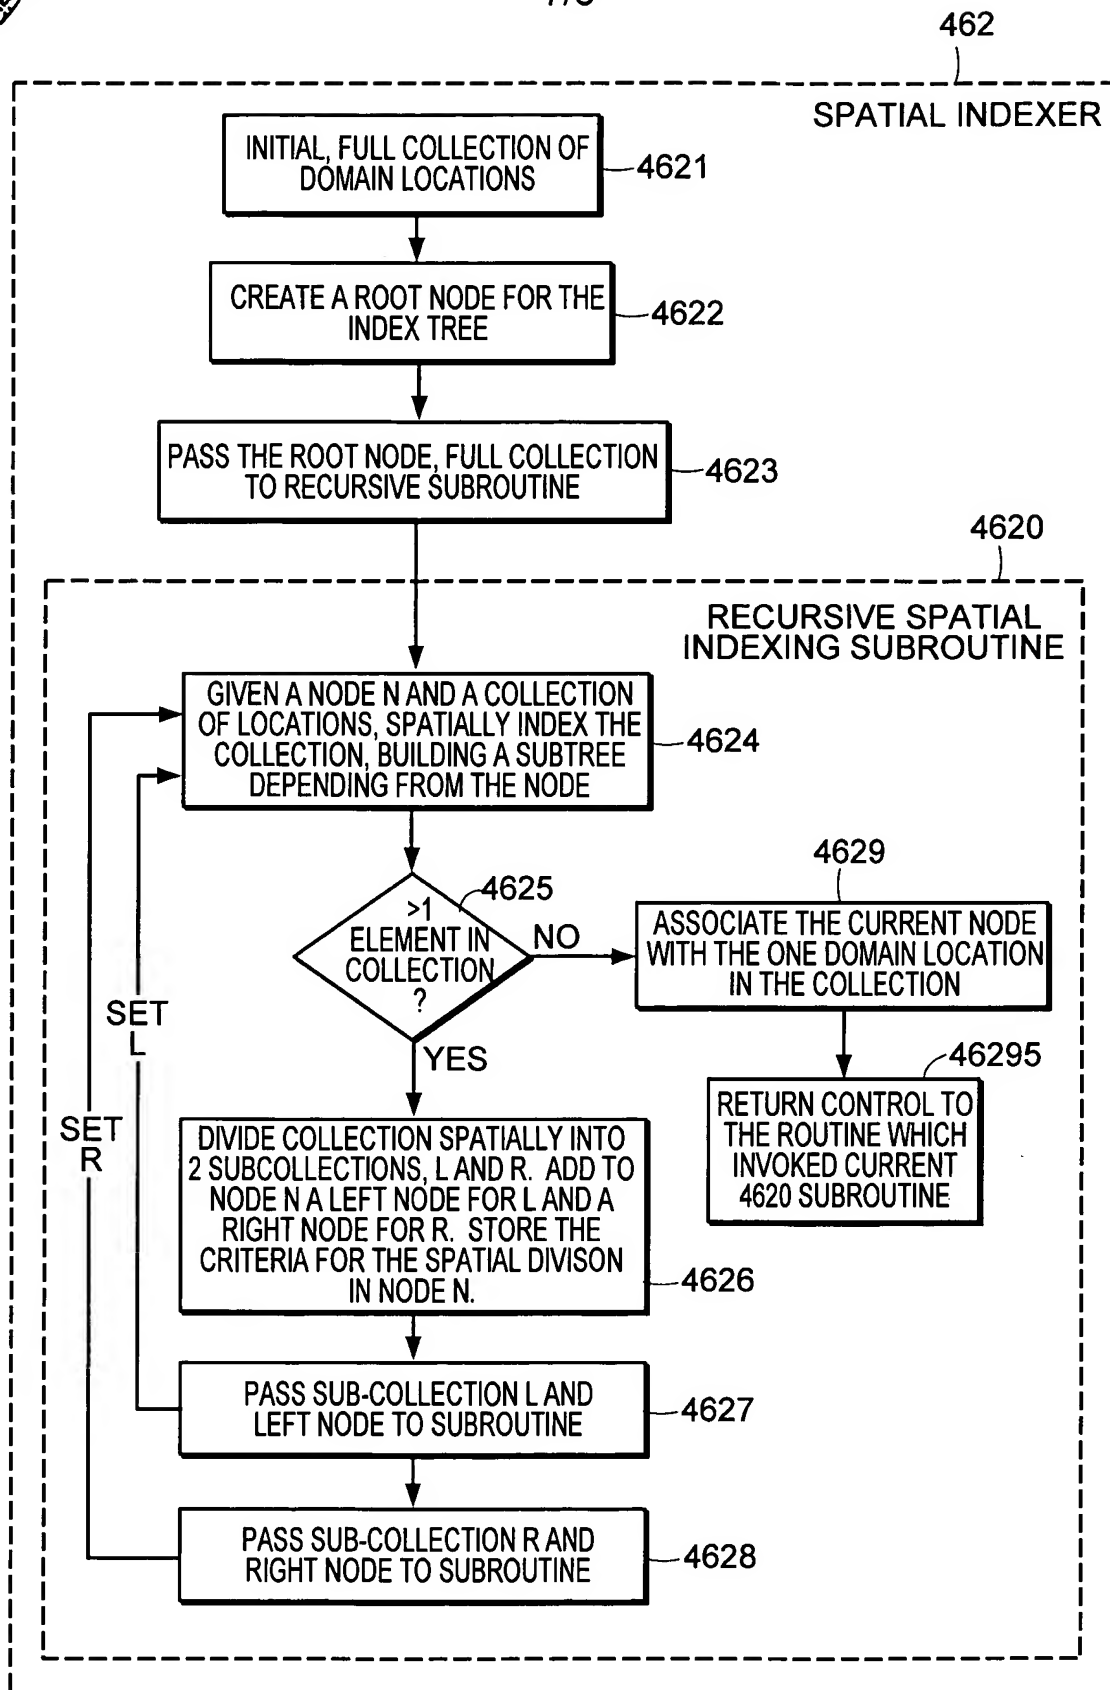 462
SPATIAL INDEXER
INITIAL, FULL COLLECTION OF
DOMAIN LOCATIONS
4621
CREATE A ROOT NODE FOR THE
INDEX TREE
4622
PASS THE ROOT NODE, FULL COLLECTION
TO RECURSIVE SUBROUTINE
4623
4620
RECURSIVE SPATIAL
INDEXING SUBROUTINE
GIVEN A NODE N AND A COLLECTION
OF LOCATIONS, SPATIALLY INDEX THE
COLLECTION, BUILDING A SUBTREE
DEPENDING FROM THE NODE
4624
4625
>1
ELEMENT IN
COLLECTION
?
NO
YES
4629
ASSOCIATE THE CURRENT NODE
WITH THE ONE DOMAIN LOCATION
IN THE COLLECTION
46295
RETURN CONTROL TO
THE ROUTINE WHICH
INVOKED CURRENT
4620 SUBROUTINE
SET
L
SET
R
DIVIDE COLLECTION SPATIALLY INTO
2 SUBCOLLECTIONS, L AND R. ADD TO
NODE N A LEFT NODE FOR L AND A
RIGHT NODE FOR R. STORE THE
CRITERIA FOR THE SPATIAL DIVISON
IN NODE N.
4626
PASS SUB-COLLECTION L AND
LEFT NODE TO SUBROUTINE
4627
PASS SUB-COLLECTION R AND
RIGHT NODE TO SUBROUTINE
4628